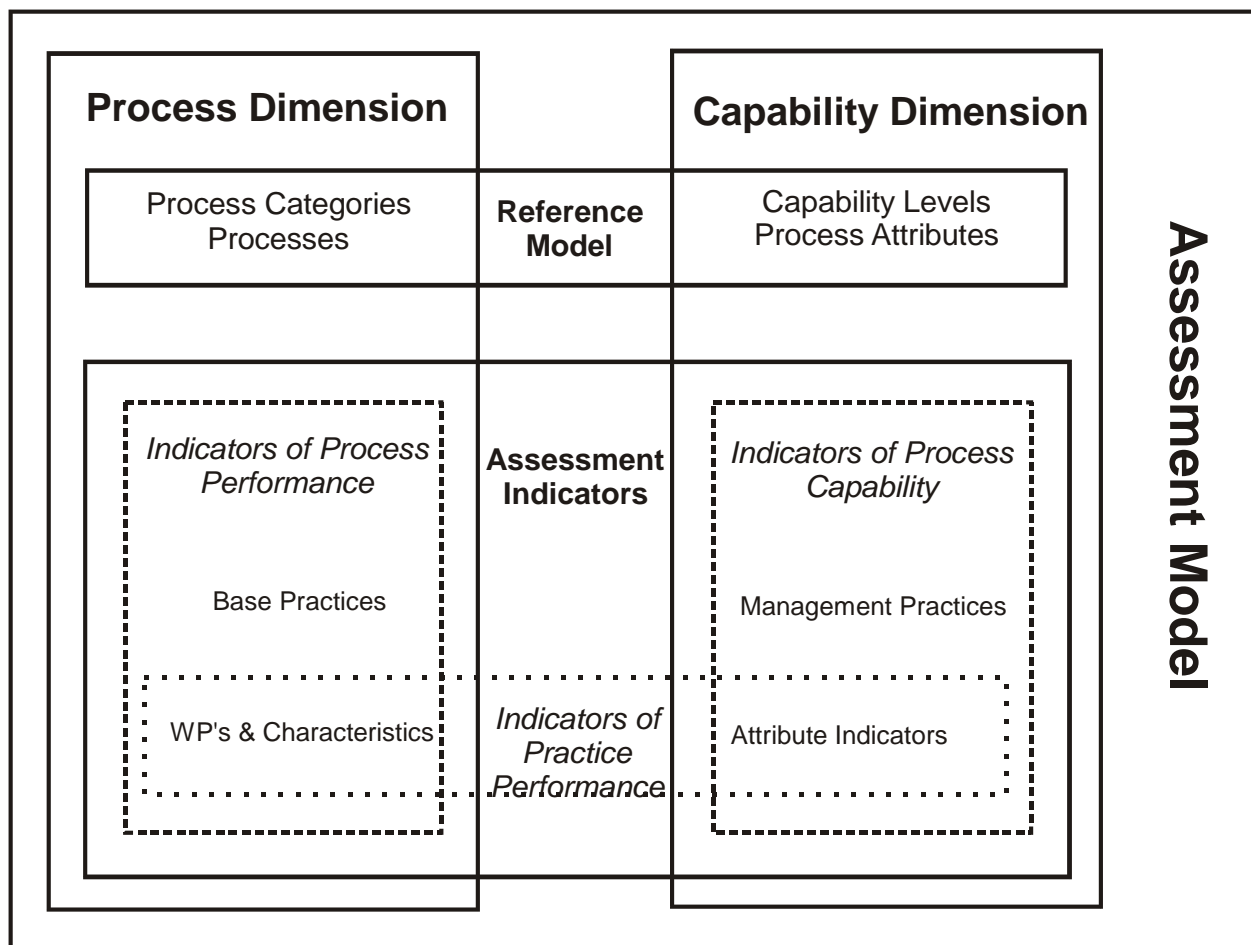 Process Dimension
Capability Dimension
Process Categories
Processes
Reference
Model
Capability Levels
Process Attributes
Assessment Model
Indicators of Process
Performance
Assessment
Indicators
Indicators of Process
Capability
Base Practices
Management Practices
WP's & Characteristics
Indicators of
Practice
Performance
Attribute Indicators